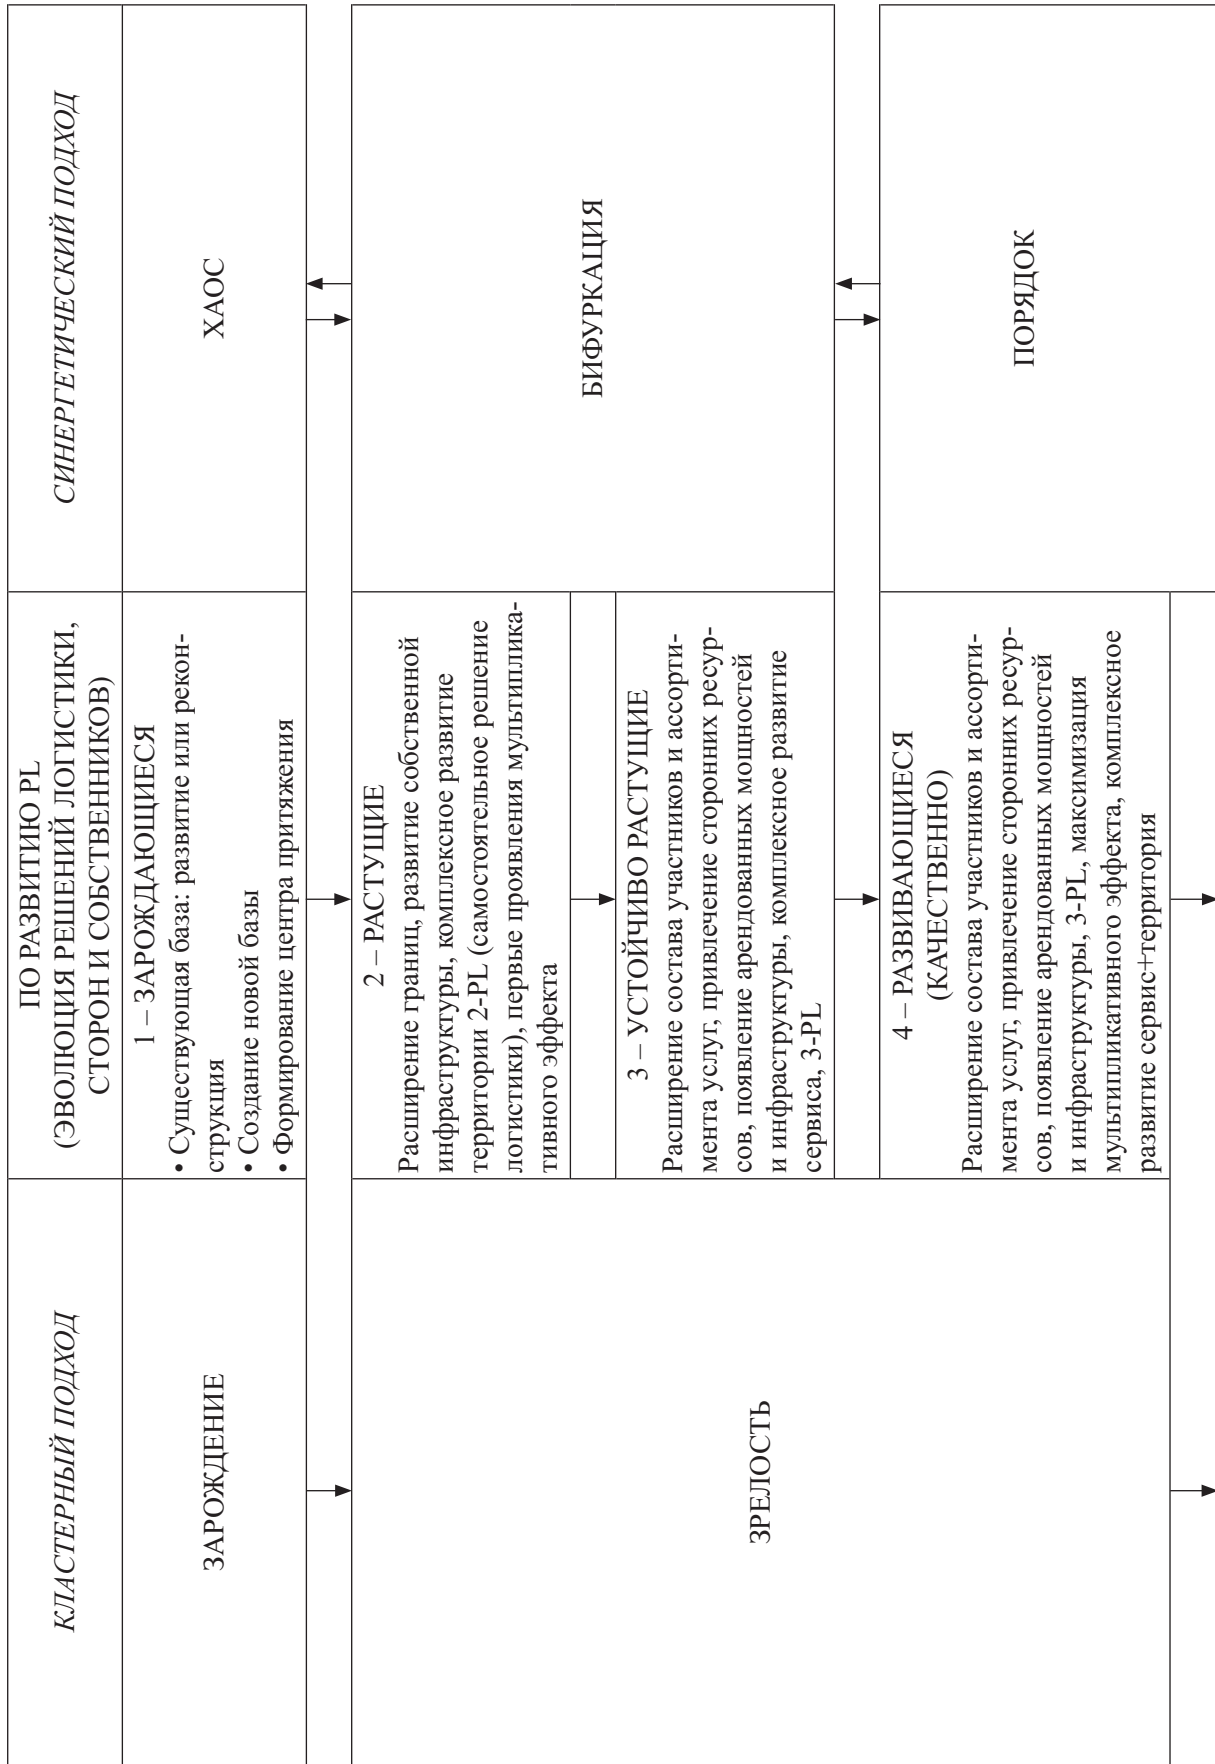 КЛАСТЕРНЫЙ ПОДХОД
ПО РАЗВИТИЮ PL
(ЭВОЛЮЦИЯ РЕШЕНИЙ ЛОГИСТИКИ,
СТОРОН И СОБСТВЕННИКОВ)
СИНЕРГЕТИЧЕСКИЙ ПОДХОД
ЗАРОЖДЕНИЕ
1 – ЗАРОЖДАЮЩИЕСЯ
• Существующая база: развитие или рекон-
струкция
• Создание новой базы
• Формирование центра притяжения
ХАОС
ЗРЕЛОСТЬ
2 – РАСТУЩИЕ
Расширение границ, развитие собственной
инфраструктуры, комплексное развитие
территории 2-PL (самостоятельное решение
логистики), первые проявления мультиплика-
тивного эффекта
БИФУРКАЦИЯ
3 – УСТОЙЧИВО РАСТУЩИЕ
Расширение состава участников и ассорти-
мента услуг, привлечение сторонних ресур-
сов, появление арендованных мощностей
и инфраструктуры, комплексное развитие
сервиса, 3-PL
4 – РАЗВИВАЮЩИЕСЯ
(КАЧЕСТВЕННО)
Расширение состава участников и ассорти-
мента услуг, привлечение сторонних ресур-
сов, появление арендованных мощностей
и инфраструктуры, 3-PL, максимизация
мультипликативного эффекта, комплексное
развитие сервис+территория
ПОРЯДОК